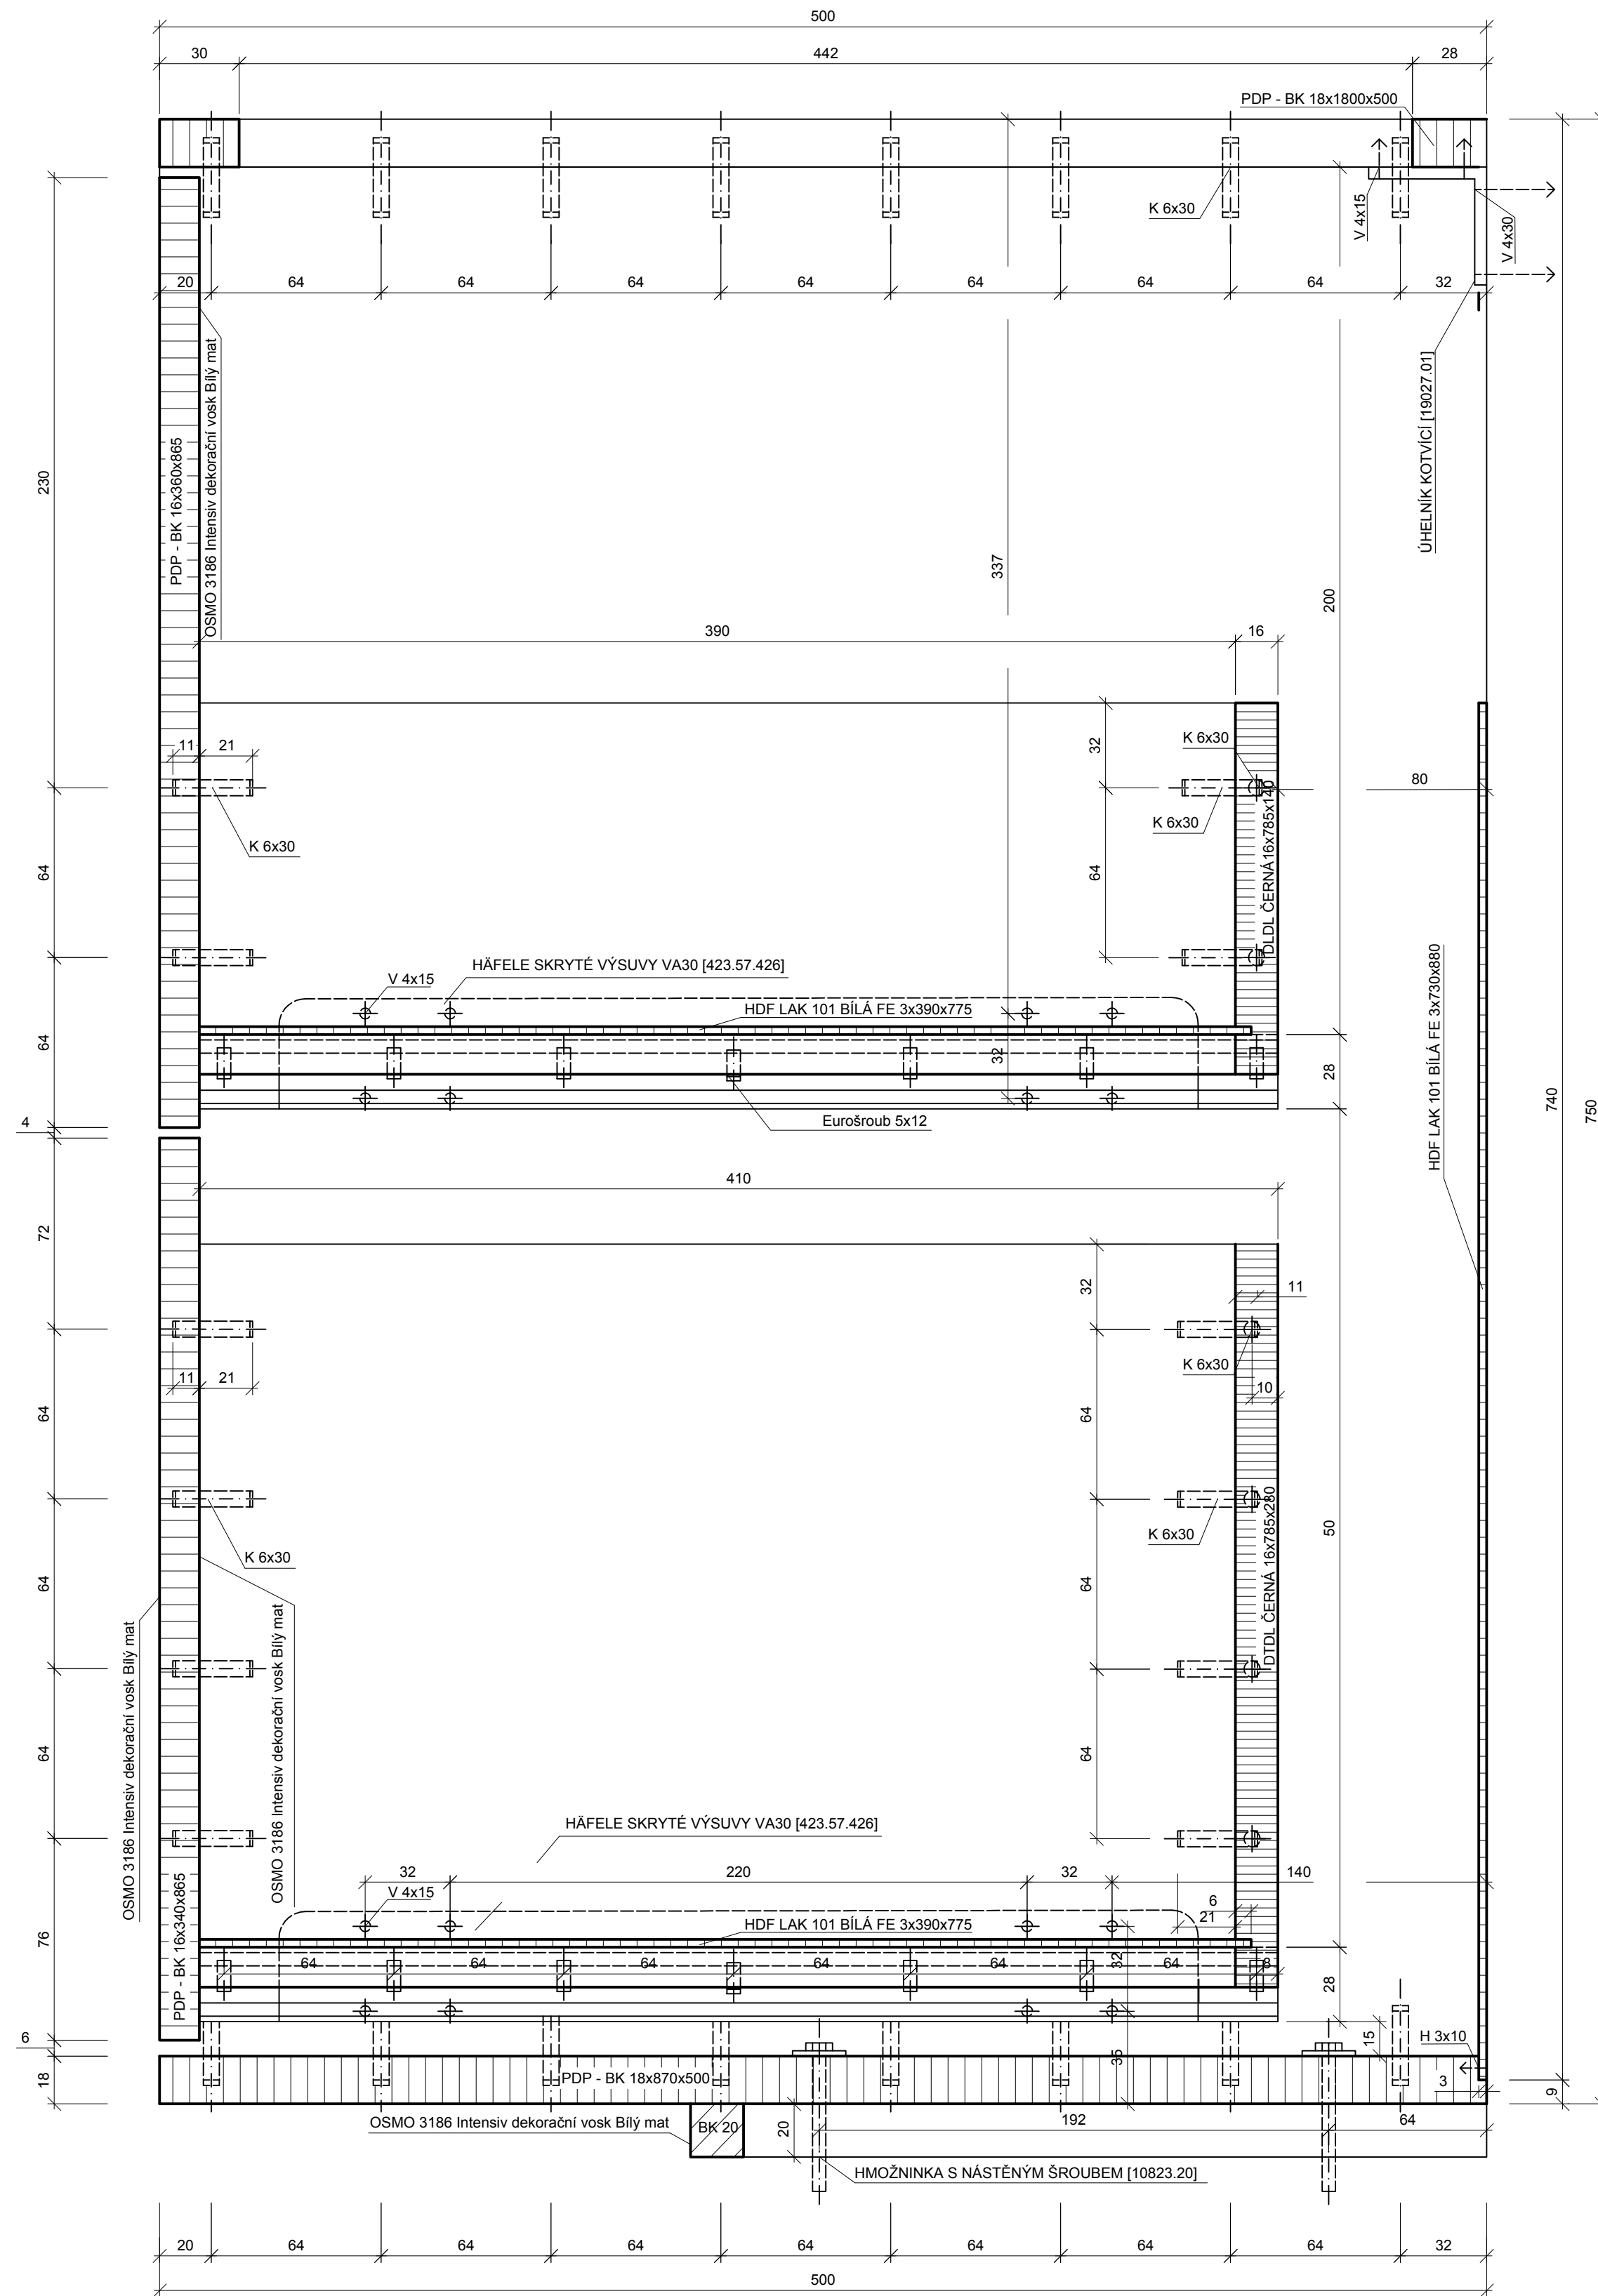 500
30
442
28
PDP - BK 18x1800x500
K 6x30
V 4x15
V 4x30
20
64
64
64
64
64
64
64
32
OSMO 3186 Intensiv dekorační vosk Bílý mat
PDP - BK 16x360x865
ÚHELNÍK KOTVÍCÍ [19027.01]
230
337
200
390
16
32
K 6x30
11
21
80
K 6x30
K 6x30
DLDL ČERNÁ16x785x140
64
64
HÄFELE SKRYTÉ VÝSUVY VA30 [423.57.426]
V 4x15
HDF LAK 101 BÍLÁ FE 3x390x775
HDF LAK 101 BÍLÁ FE 3x730x880
64
32
28
740
750
4
Eurošroub 5x12
410
72
32
11
K 6x30
11
21
10
64
64
K 6x30
K 6x30
DTDL ČERNÁ 16x785x280
50
64
64
OSMO 3186 Intensiv dekorační vosk Bílý mat
OSMO 3186 Intensiv dekorační vosk Bílý mat
64
64
HÄFELE SKRYTÉ VÝSUVY VA30 [423.57.426]
32
220
32
140
V 4x15
6
21
PDP - BK 16x340x865
HDF LAK 101 BÍLÁ FE 3x390x775
76
64
64
64
64
64
64
8
32
28
6
15
H 3x10
18
PDP - BK 18x870x500
35
3
9
OSMO 3186 Intensiv dekorační vosk Bílý mat
BK 20
20
192
64
HMOŽNINKA S NÁSTĚNÝM ŠROUBEM [10823.20]
20
64
64
64
64
64
64
64
32
500